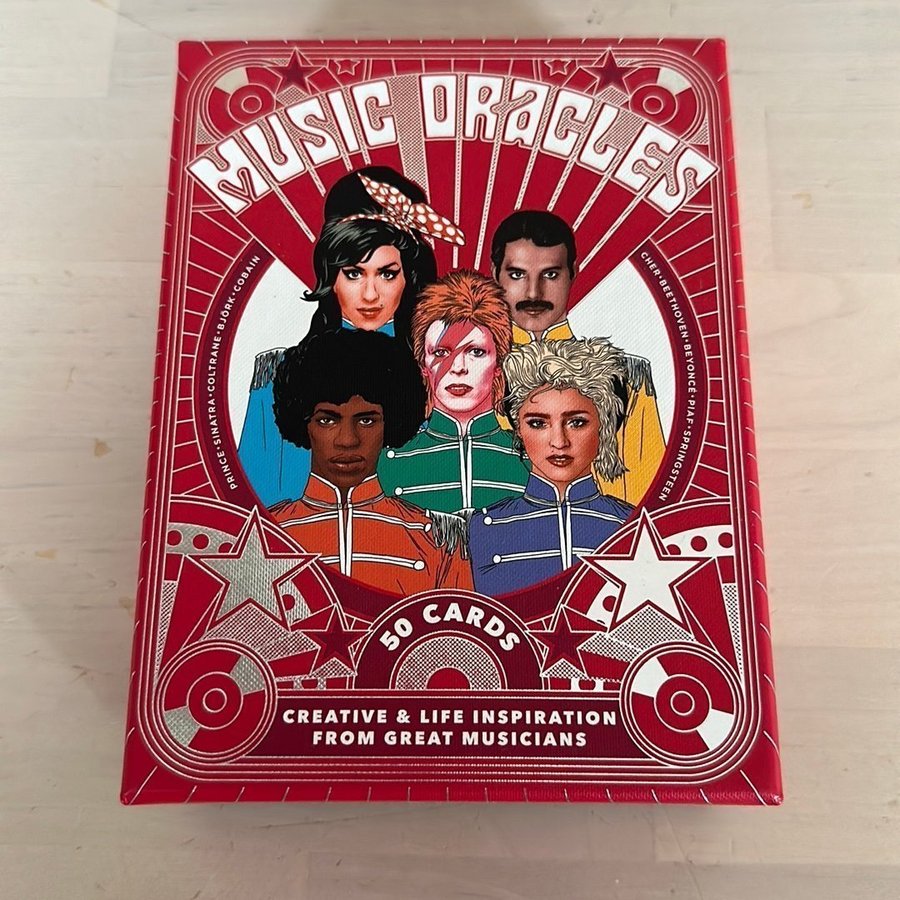 MUSIC ORACLES
PRINCE • SINATRA • COLTRANE • BJÖRK • COBAIN
CHER • BEETHOVEN • BEYONCÉ • PIAF • SPRINGSTEEN
50 CARDS
CREATIVE & LIFE INSPIRATION
FROM GREAT MUSICIANS